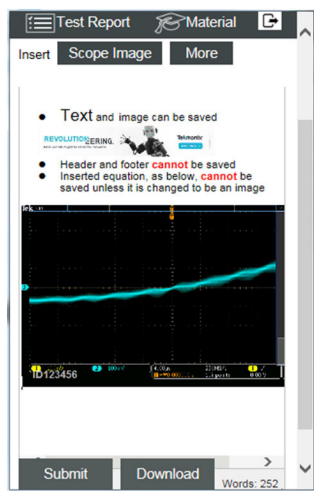 Test Report Material
Insert Scope Image More
Text and image can be saved
REVOLUTIONEERING. Tektronix
Header and footer cannot be saved
Inserted equation, as below, cannot be
saved unless it is changed to be an image
Tek
ID123456
Submit Download
Words: 252